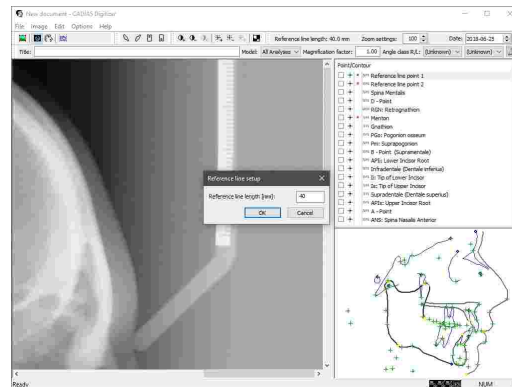 New document - CADIAS Digitizer
File Image Edit Options Help
Reference line length: 40.0 mm Zoom settings: 100 Date: 2018-06-25
Title: Model: All Analyses Magnification factor: 1.00 Angle class R/L: (Unknown) (Unknown)
Point/Contour
Reference line point 1
Reference line point 2
Spina Mentalis
D - Point
RGN: Retrognathion
Menton
Gnathion
PGo: Pogonion osseum
Pm: Suprapogonion
B - Point (Supramentale)
APIi: Lower Incisor Root
Infradentale (Dentale inferius)
Ii: Tip of Lower Incisor
Is: Tip of Upper Incisor
Supradentale (Dentale superius)
APIs: Upper Incisor Root
A - Point
ANS: Spina Nasalis Anterior
Reference line setup
Reference line length [mm]: 40
OK Cancel
Ready NUM